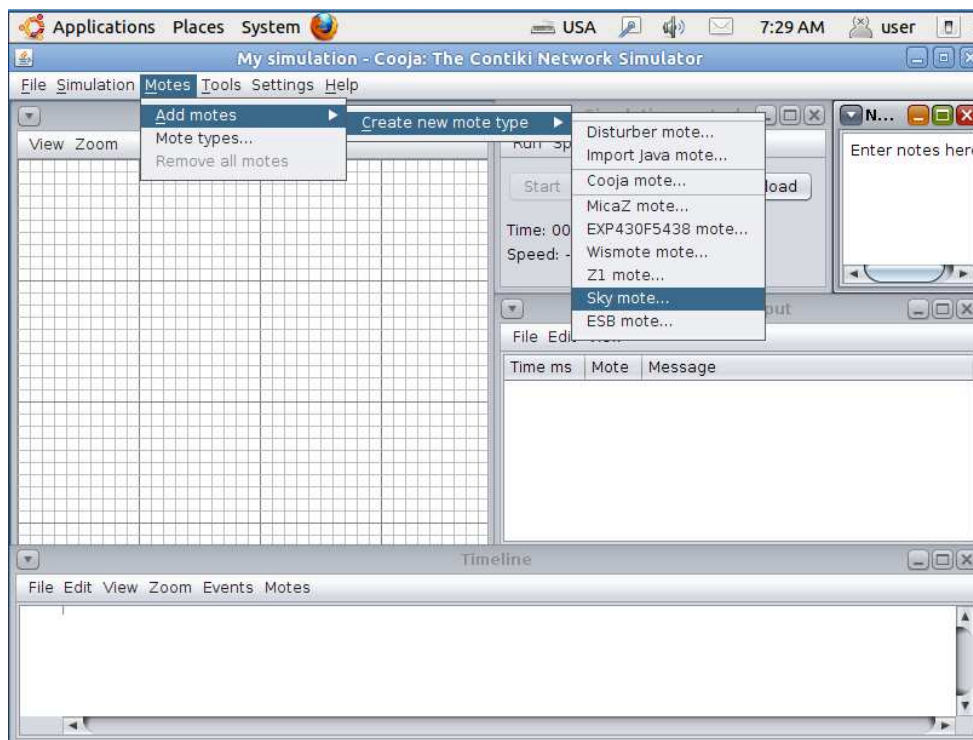 Applications Places System USA 7:29 AM user
My simulation - Cooja: The Contiki Network Simulator
File Simulation Motes Tools Settings Help
Add motes
Mote types...
Remove all motes
Create new mote type
Disturber mote...
Import Java mote...
Cooja mote...
MicaZ mote...
EXP430F5438 mote...
Wismote mote...
Z1 mote...
Sky mote...
ESB mote...
View Zoom
Run
Start
Time: 00
Speed: -
N...
Enter notes here
File
Time ms Mote Message
Timeline
File Edit View Zoom Events Motes